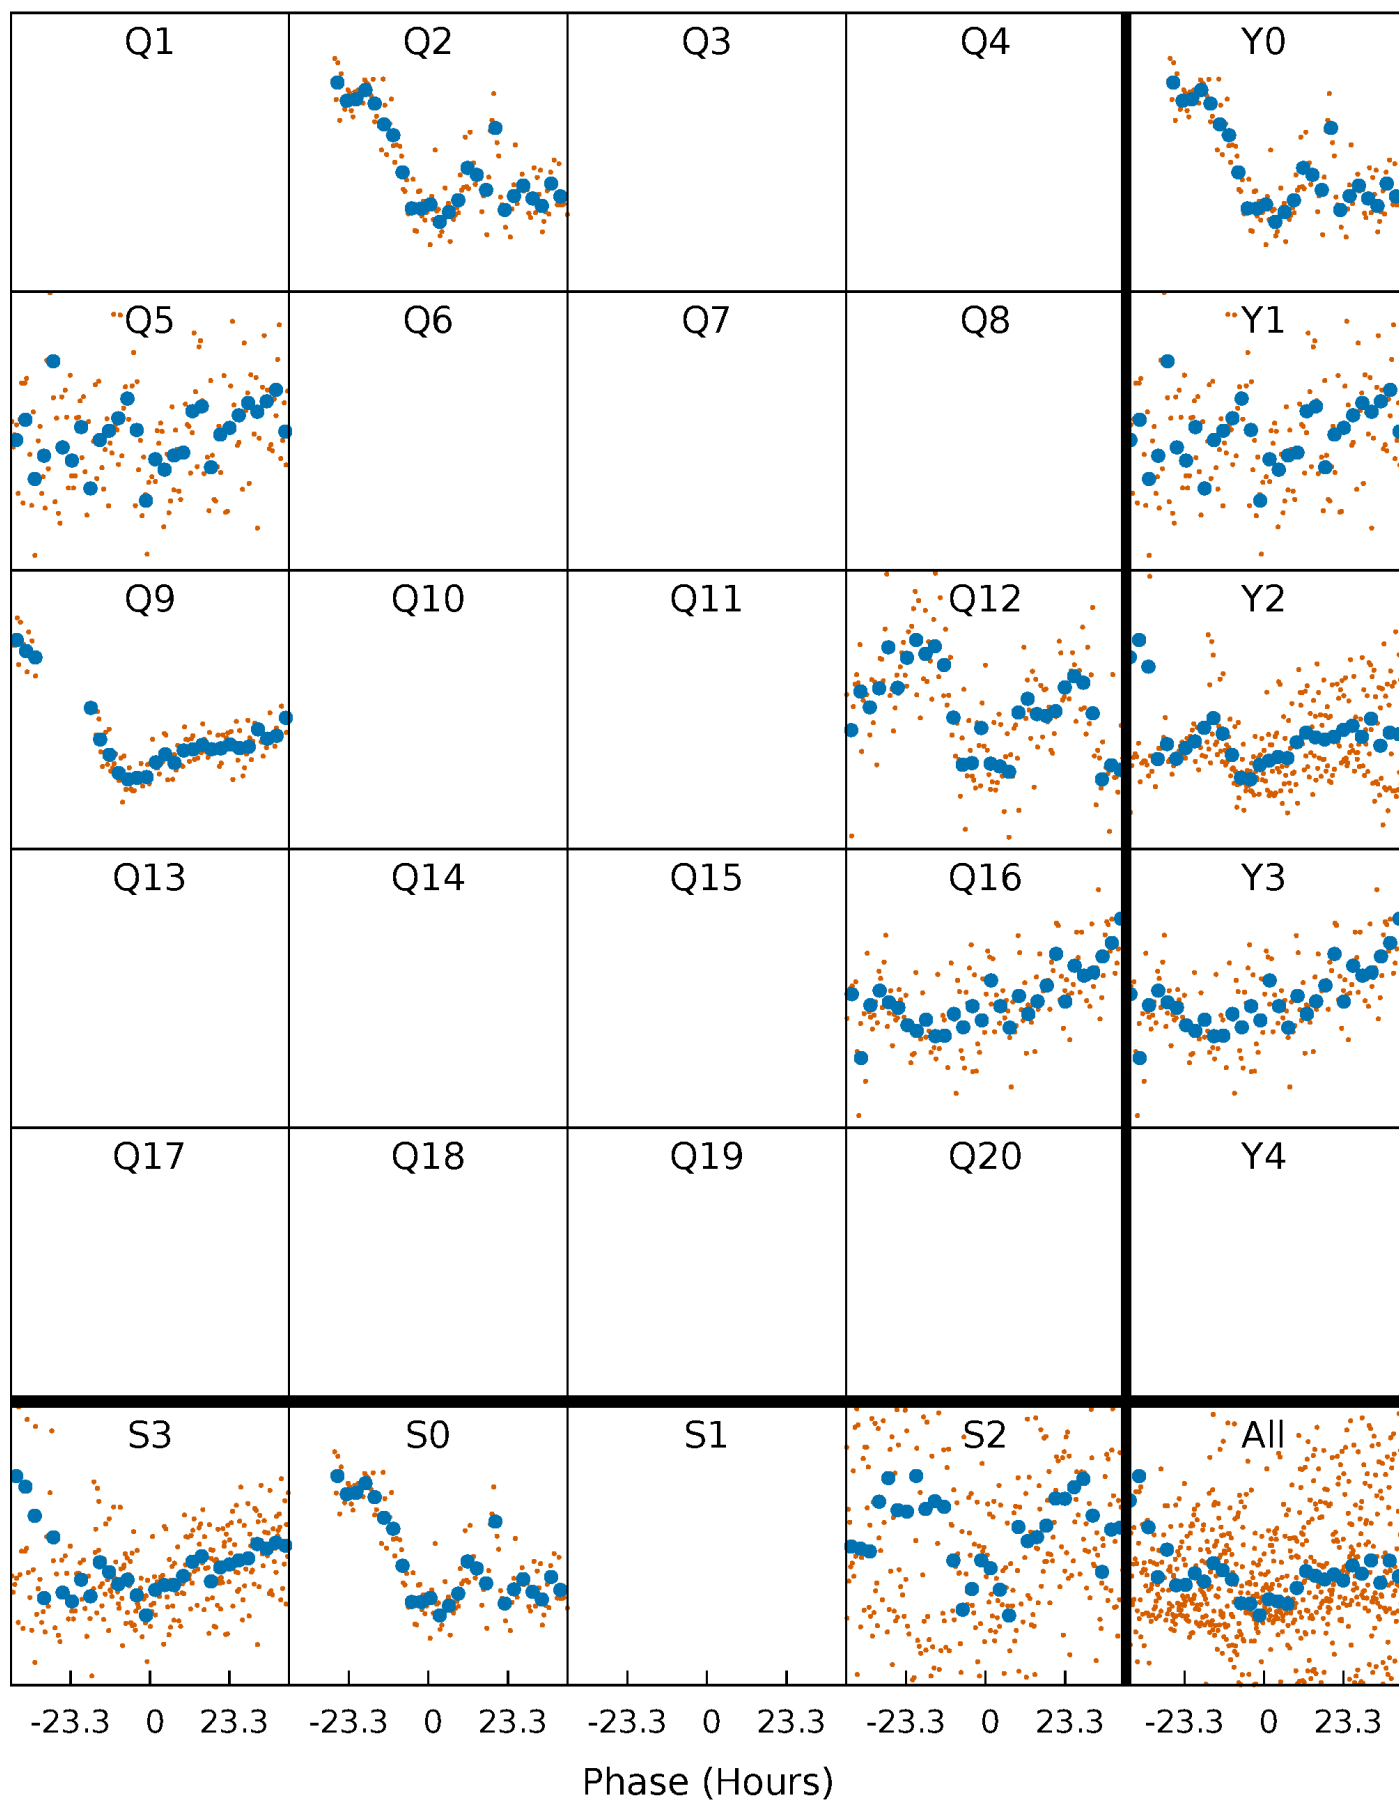 Q1 Q2 Q3 Q4 Y0
Q5 Q6 Q7 Q8 Y1
Q9 Q10 Q11 Q12 Y2
Q13 Q14 Q15 Q16 Y3
Q17 Q18 Q19 Q20 Y4
S3 S0 S1 S2 All
-23.3 0 23.3 -23.3 0 23.3 -23.3 0 23.3 -23.3 0 23.3 -23.3 0 23.3
Phase (Hours)